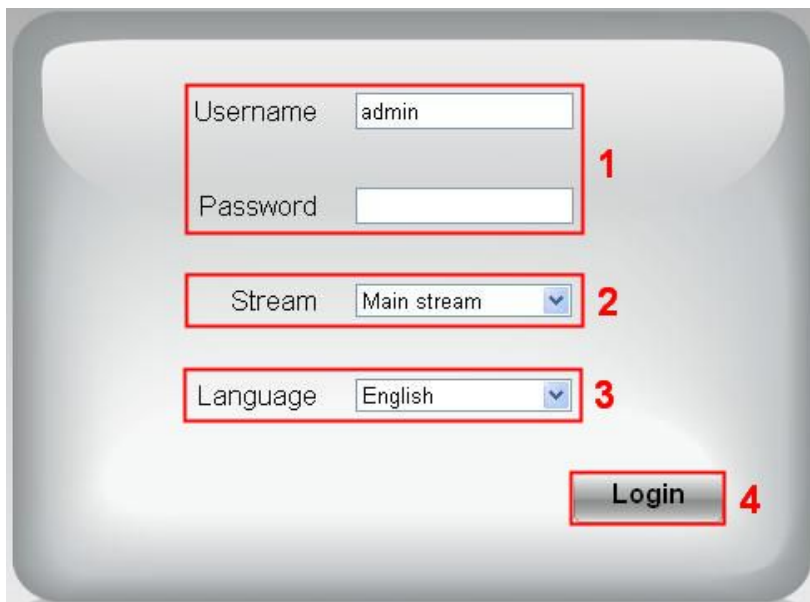 Username admin
1
Password
Stream Main stream 2
Language English 3
Login 4